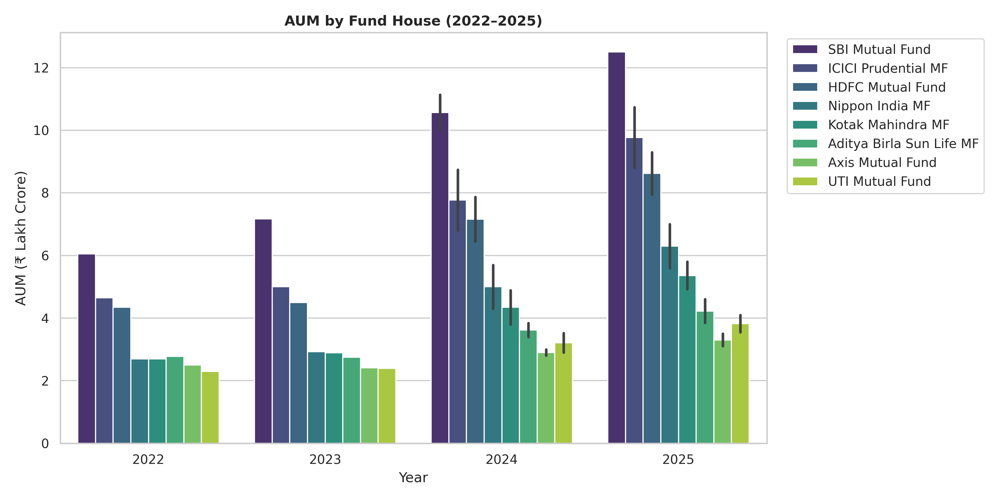 AUM by Fund House (2022–2025)
AUM (₹ Lakh Crore)
12
10
8
6
4
2
0
2022
2023
2024
2025
Year
SBI Mutual Fund
ICICI Prudential MF
HDFC Mutual Fund
Nippon India MF
Kotak Mahindra MF
Aditya Birla Sun Life MF
Axis Mutual Fund
UTI Mutual Fund